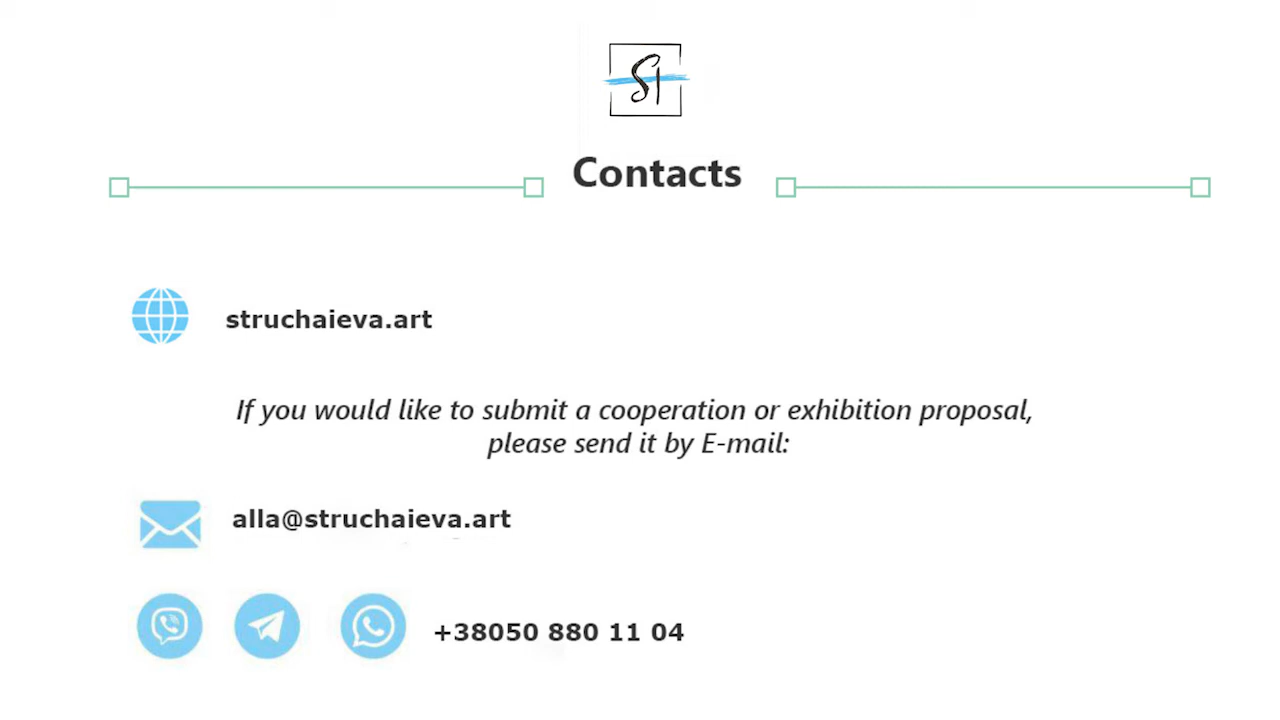 Contacts
struchaieva.art
If you would like to submit a cooperation or exhibition proposal,
please send it by E-mail:
alla@struchaieva.art
+38050 880 11 04